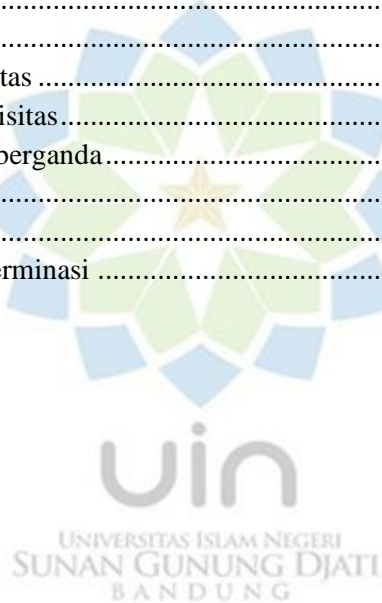 ..................................................................
..................................................................
tas ............................................................
isitas.........................................................
berganda..................................................
..................................................................
..................................................................
erminasi ...................................................
uin
UNIVERSITAS ISLAM NEGERI
SUNAN GUNUNG DJATI
BANDUNG